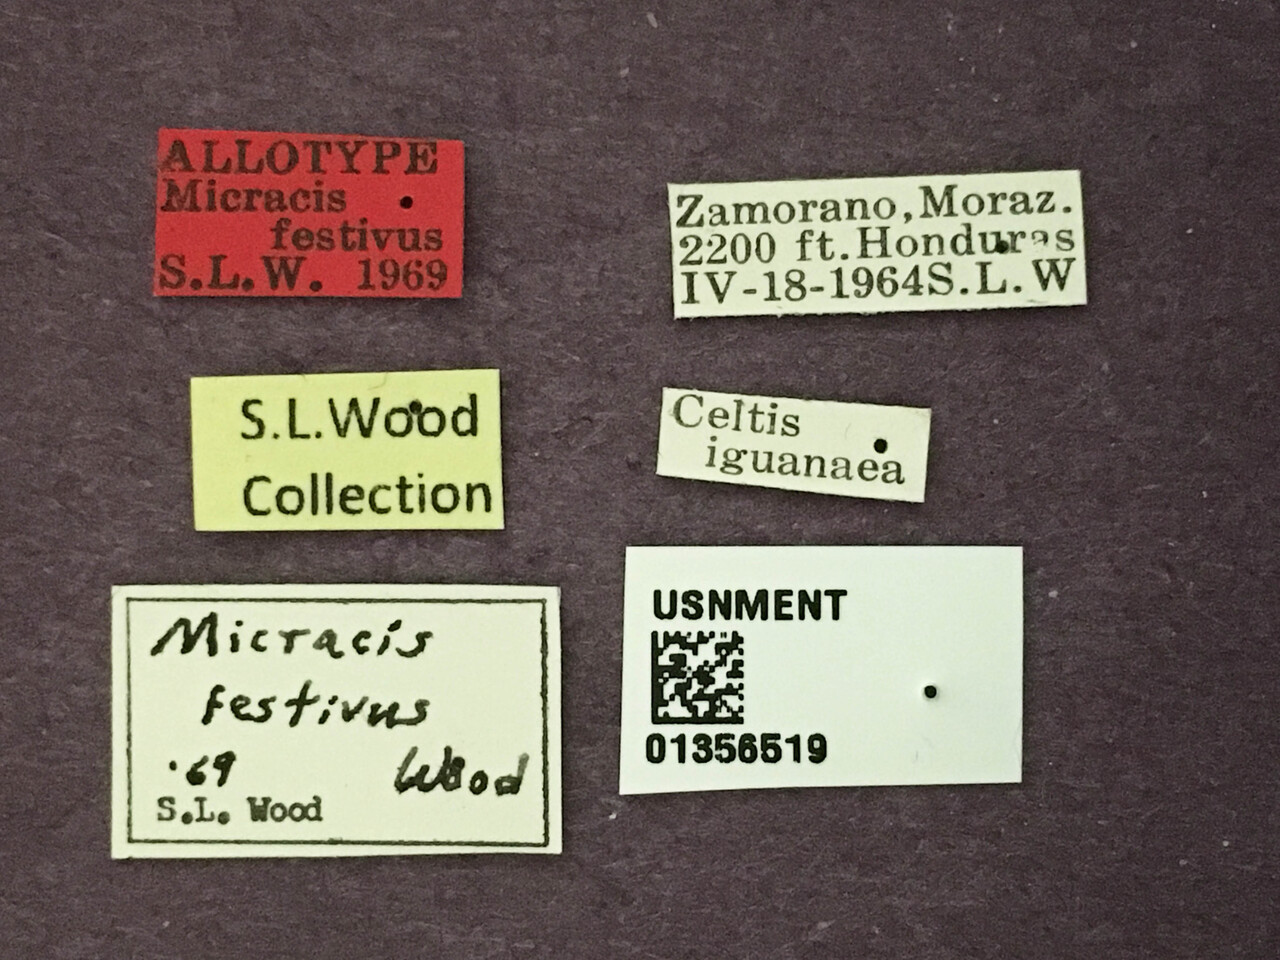 ALLOTYPE
Micracis
festivus
S.L.W. 1969
Zamorano, Moraz.
2200 ft. Honduras
IV-18-1964 S.L.W
S.L.Wood
Collection
Celtis
iguanaea
Micracis
festivus
'69 Wood
S.L. Wood
USNMENT
01356519